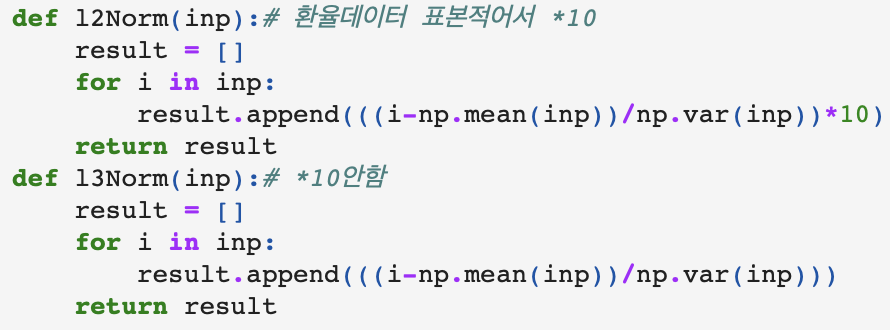 def l2Norm(inp):# 환율데이터 표본적어서 *10
    result = []
    for i in inp:
        result.append(((i-np.mean(inp))/np.var(inp))*10)
    return result
def l3Norm(inp):# *10안함
    result = []
    for i in inp:
        result.append(((i-np.mean(inp))/np.var(inp)))
    return result